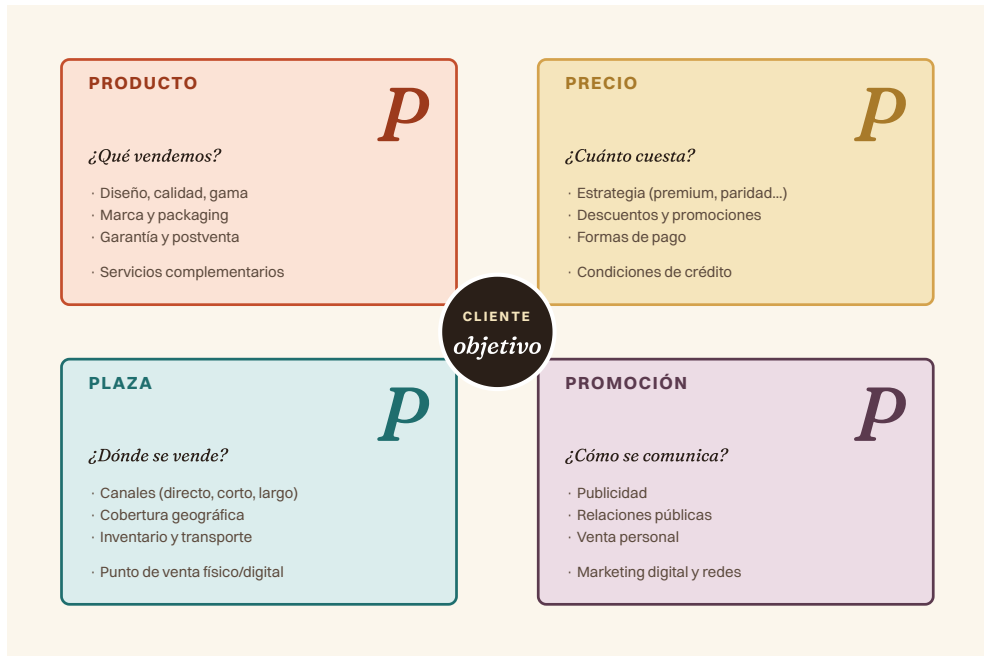 PRODUCTO
P
¿Qué vendemos?
· Diseño, calidad, gama
· Marca y packaging
· Garantía y postventa
· Servicios complementarios
PRECIO
P
¿Cuánto cuesta?
· Estrategia (premium, paridad...)
· Descuentos y promociones
· Formas de pago
· Condiciones de crédito
CLIENTE
objetivo
PLAZA
P
¿Dónde se vende?
· Canales (directo, corto, largo)
· Cobertura geográfica
· Inventario y transporte
· Punto de venta físico/digital
PROMOCIÓN
P
¿Cómo se comunica?
· Publicidad
· Relaciones públicas
· Venta personal
· Marketing digital y redes